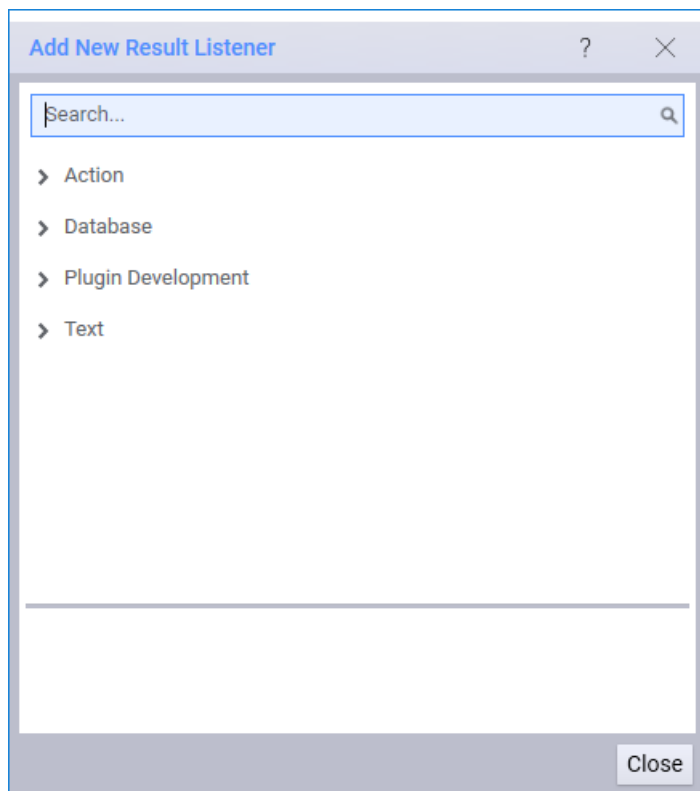 Add New Result Listener ?
Search...
Action
Database
Plugin Development
Text
Close